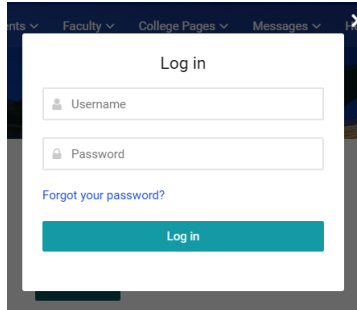 Faculty College Pages Messages
Log in
Username
Password
Forgot your password?
Log in